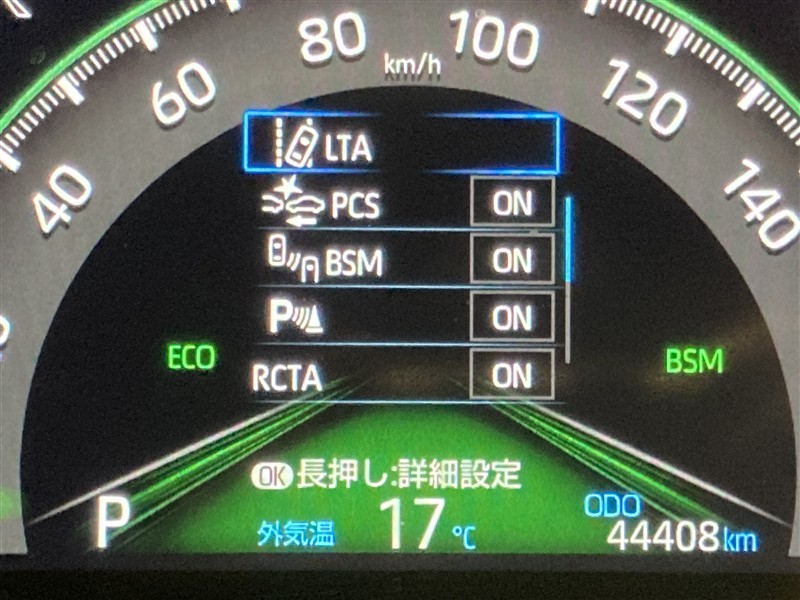 80
100
km/h
60
120
40
140
LTA
PCS ON
BSM ON
P ON
RCTA ON
ECO
BSM
OK 長押し:詳細設定
P
外気温 17 ℃
ODO
44408 km